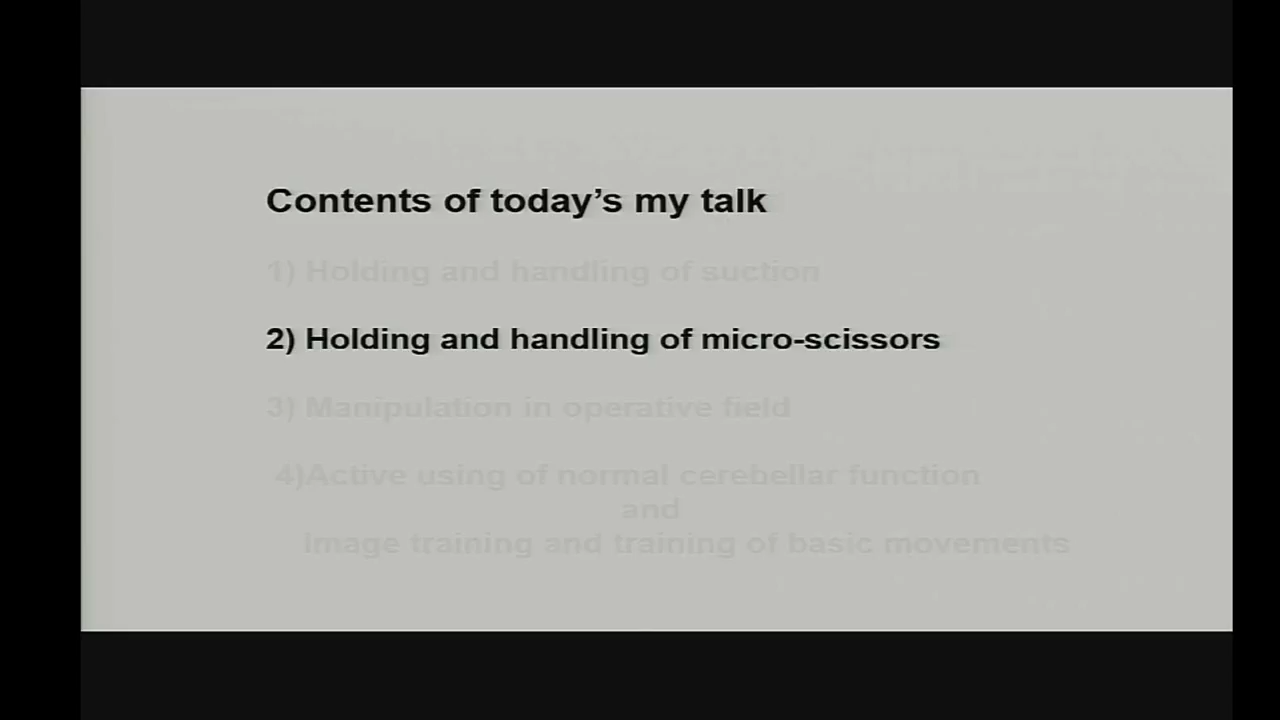 Contents of today’s my talk
1) Holding and handling of suction
2) Holding and handling of micro-scissors
3) Manipulation in operative field
4)Active using of normal cerebellar function
and
Image training and training of basic movements